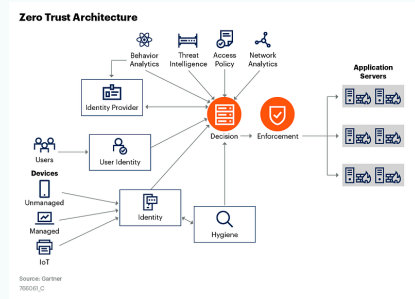 Zero Trust Architecture
Behavior
Analytics
Threat
Intelligence
Access
Policy
Network
Analytics
Application
Servers
Identity Provider
Decision
Enforcement
Users
User Identity
Devices
Unmanaged
Managed
IoT
Identity
Hygiene
Source: Gartner
766061_C